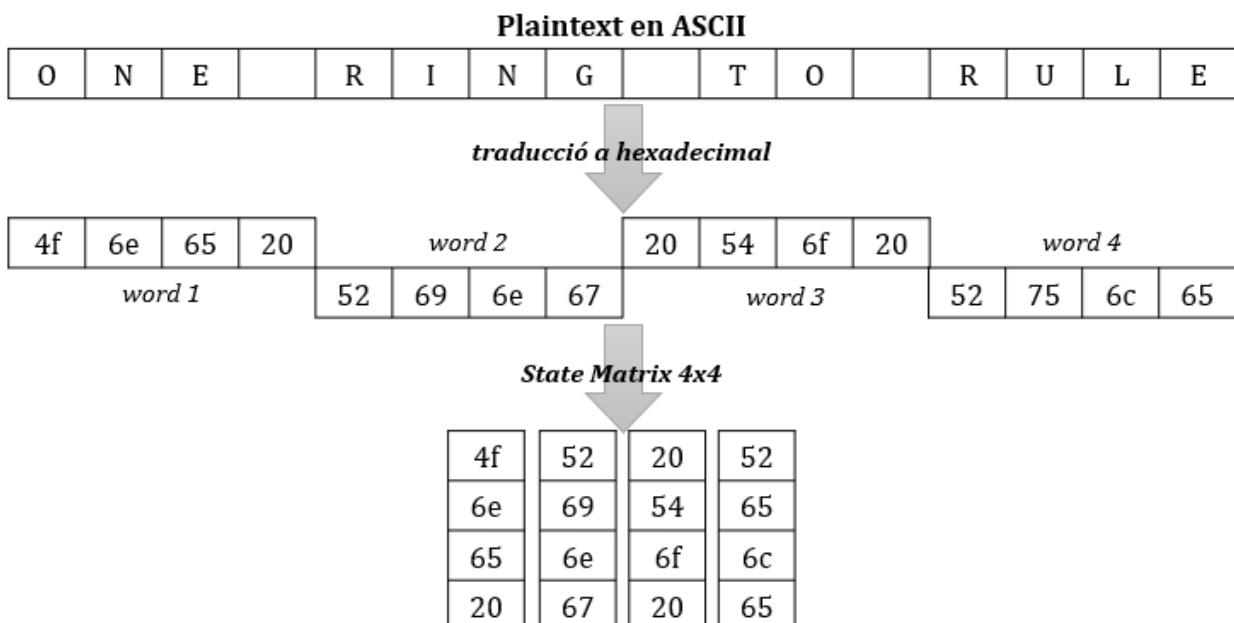 Plaintext en ASCII
O N E R I N G T O R U L E
traducció a hexadecimal
4f 6e 65 20 word 2 20 54 6f 20 word 4
word 1 52 69 6e 67 word 3 52 75 6c 65
State Matrix 4x4
4f 52 20 52
6e 69 54 65
65 6e 6f 6c
20 67 20 65